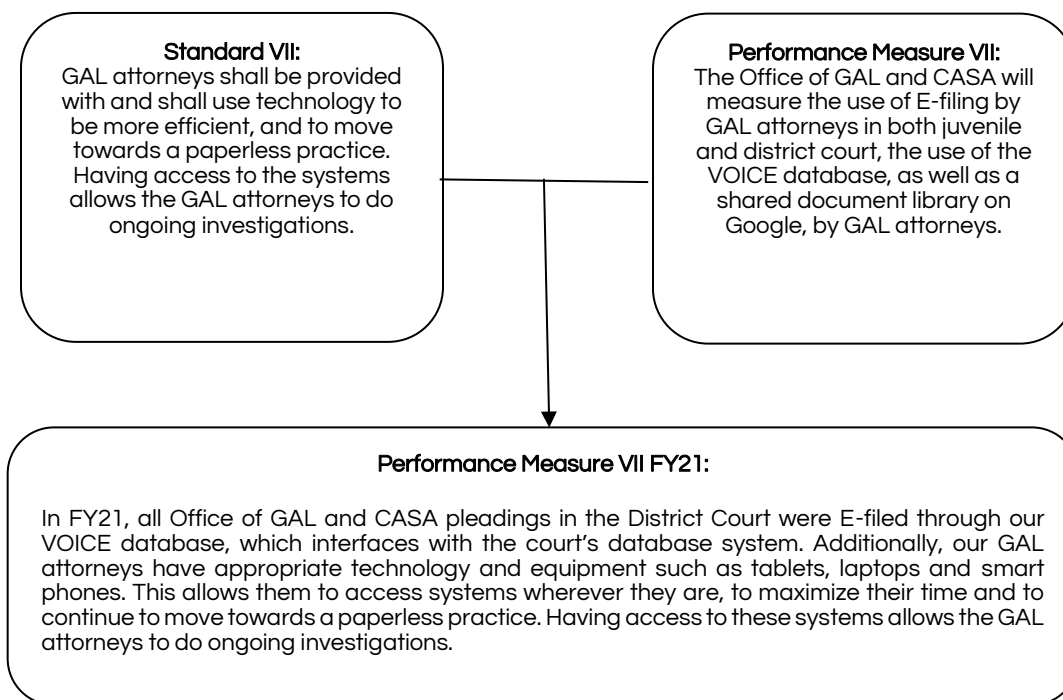 Standard VII:
GAL attorneys shall be provided
with and shall use technology to
be more efficient, and to move
towards a paperless practice.
Having access to the systems
allows the GAL attorneys to do
ongoing investigations.
Performance Measure VII:
The Office of GAL and CASA will
measure the use of E-filing by
GAL attorneys in both juvenile
and district court, the use of the
VOICE database, as well as a
shared document library on
Google, by GAL attorneys.
Performance Measure VII FY21:
In FY21, all Office of GAL and CASA pleadings in the District Court were E-filed through our
VOICE database, which interfaces with the court's database system. Additionally, our GAL
attorneys have appropriate technology and equipment such as tablets, laptops and smart
phones. This allows them to access systems wherever they are, to maximize their time and to
continue to move towards a paperless practice. Having access to these systems allows the GAL
attorneys to do ongoing investigations.